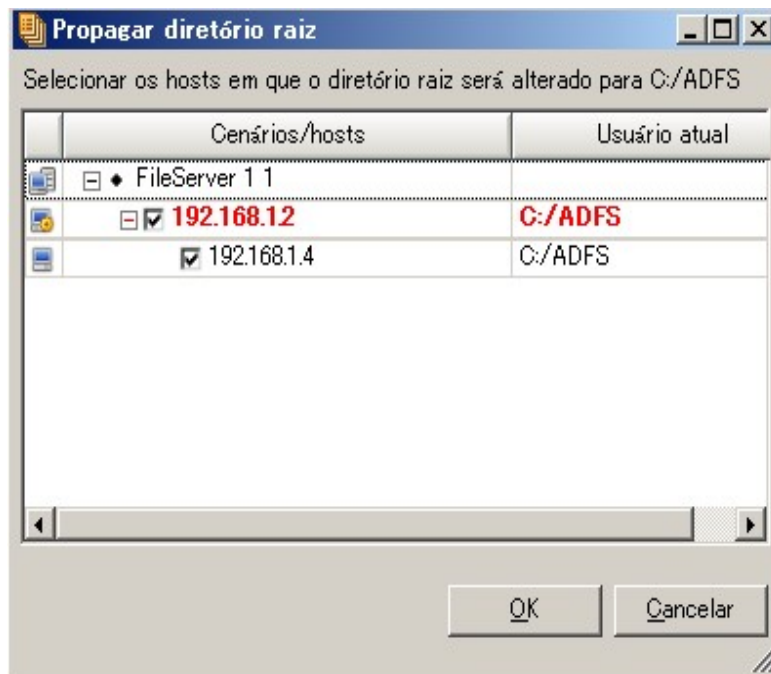 Propagar diretório raiz
Selecionar os hosts em que o diretório raiz será alterado para C:/ADFS
Cenários/hosts Usuário atual
FileServer 1 1
192.168.1.2 C:/ADFS
192.168.1.4 C:/ADFS
OK Cancelar